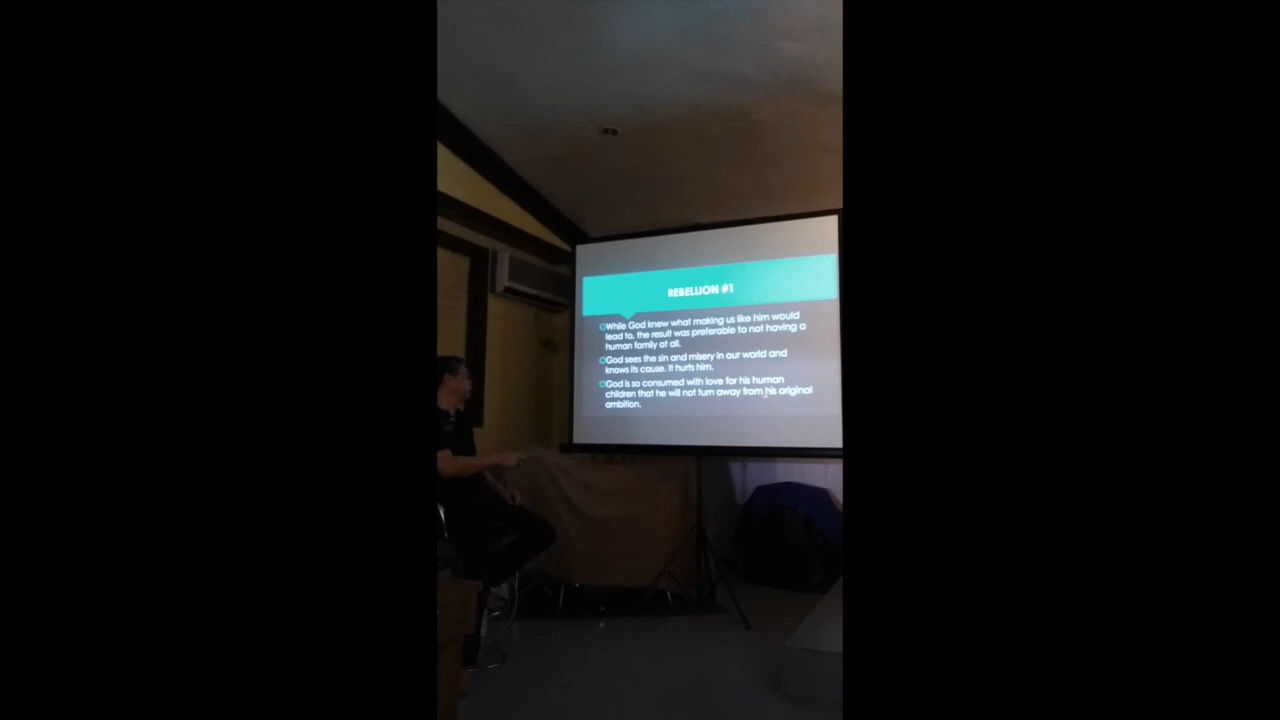 REBELLION #1
While God knew what making us like him would
lead to, the result was preferable to not having a
human family at all.
God sees the sin and misery in our world and
knows its cause. It hurts him.
God is so consumed with love for his human
children that he will not turn away from his original
ambition.